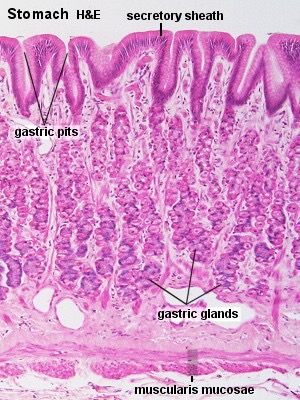 Stomach H&E
secretory sheath
gastric pits
gastric glands
muscularis mucosae